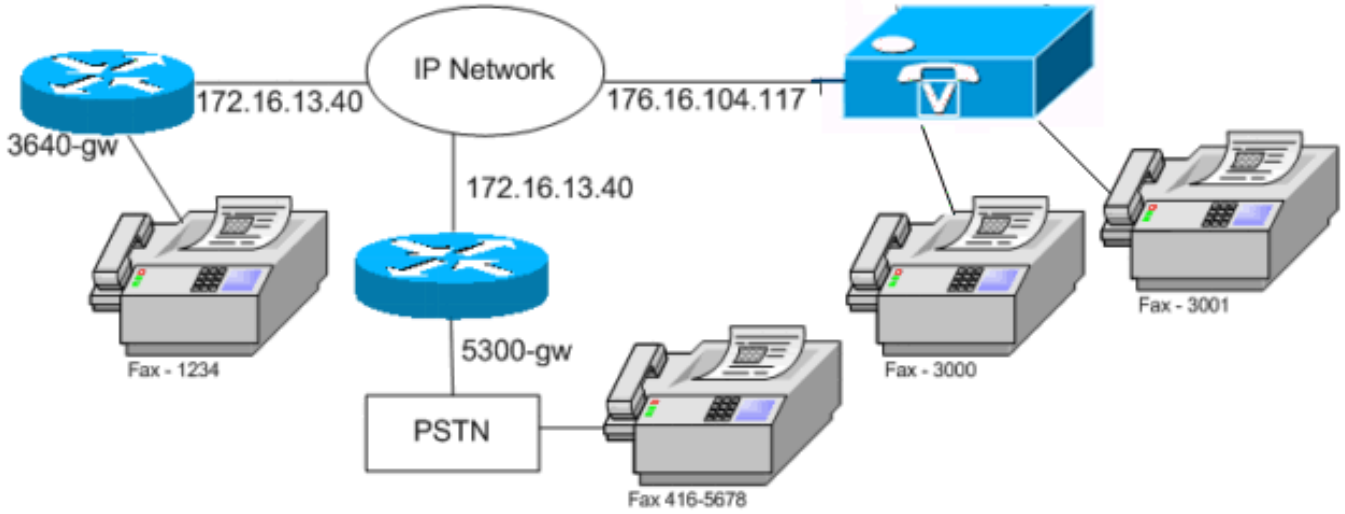 IP Network
172.16.13.40
176.16.104.117
V
3640-gw
172.16.13.40
Fax - 3001
5300-gw
Fax - 1234
Fax - 3000
PSTN
Fax 416-5678